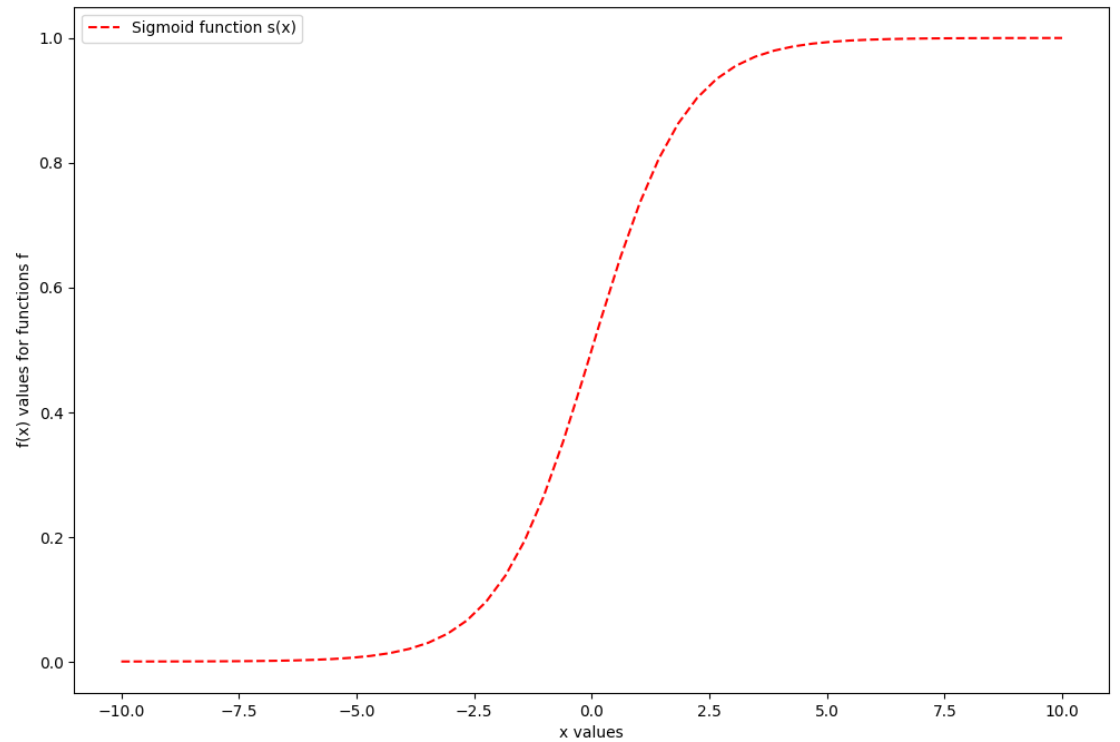 Sigmoid function s(x)
1.0
0.8
0.6
0.4
0.2
0.0
f(x) values for functions f
−10.0 −7.5 −5.0 −2.5 0.0 2.5 5.0 7.5 10.0
x values